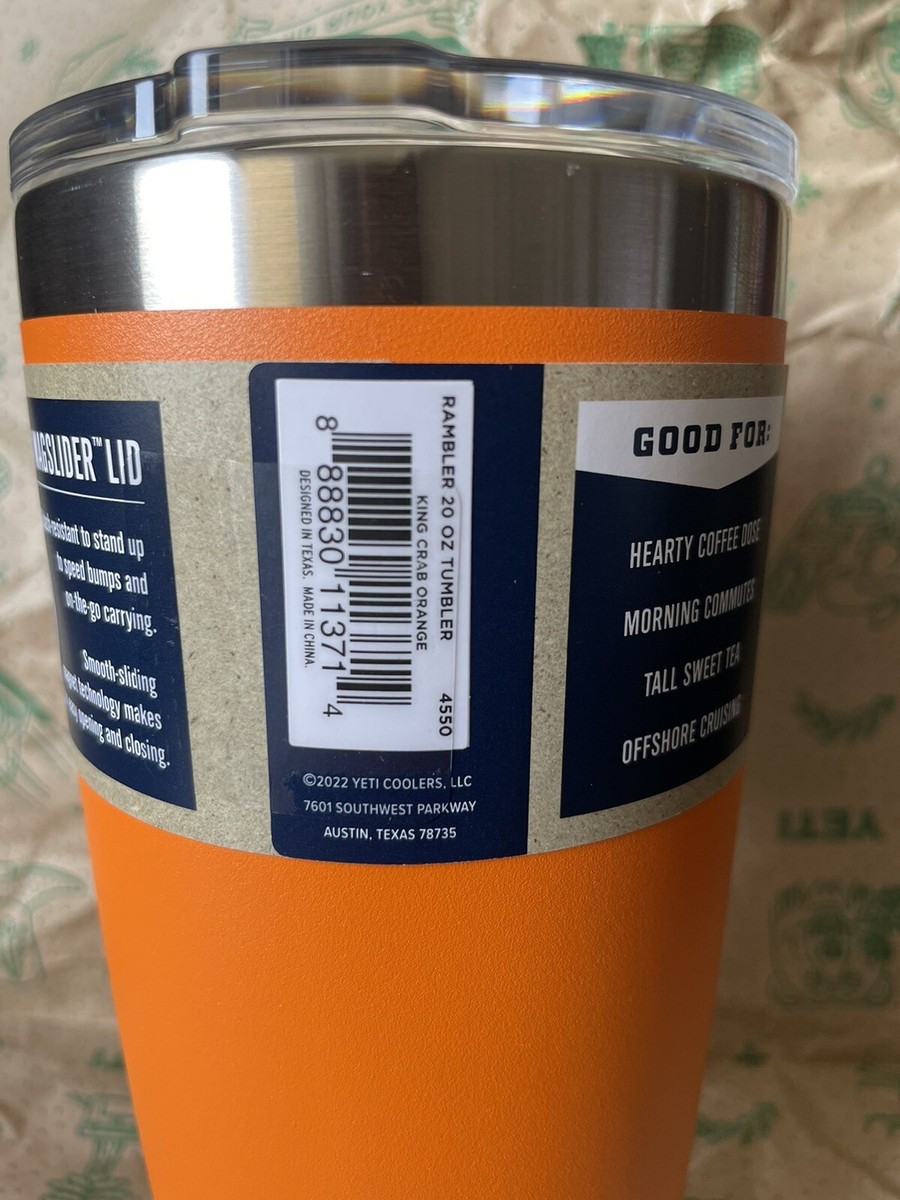 MAGSLIDER™ LID
resistant to stand up
to speed bumps and
on-the-go carrying.
Smooth-sliding
technology makes
opening and closing.
RAMBLER 20 OZ TUMBLER 4550
KING CRAB ORANGE
8 88830 11371 4
DESIGNED IN TEXAS. MADE IN CHINA.
©2022 YETI COOLERS, LLC
7601 SOUTHWEST PARKWAY
AUSTIN, TEXAS 78735
GOOD FOR:
HEARTY COFFEE DOSE
MORNING COMMUTES
TALL SWEET TEA
OFFSHORE CRUISING
YETI